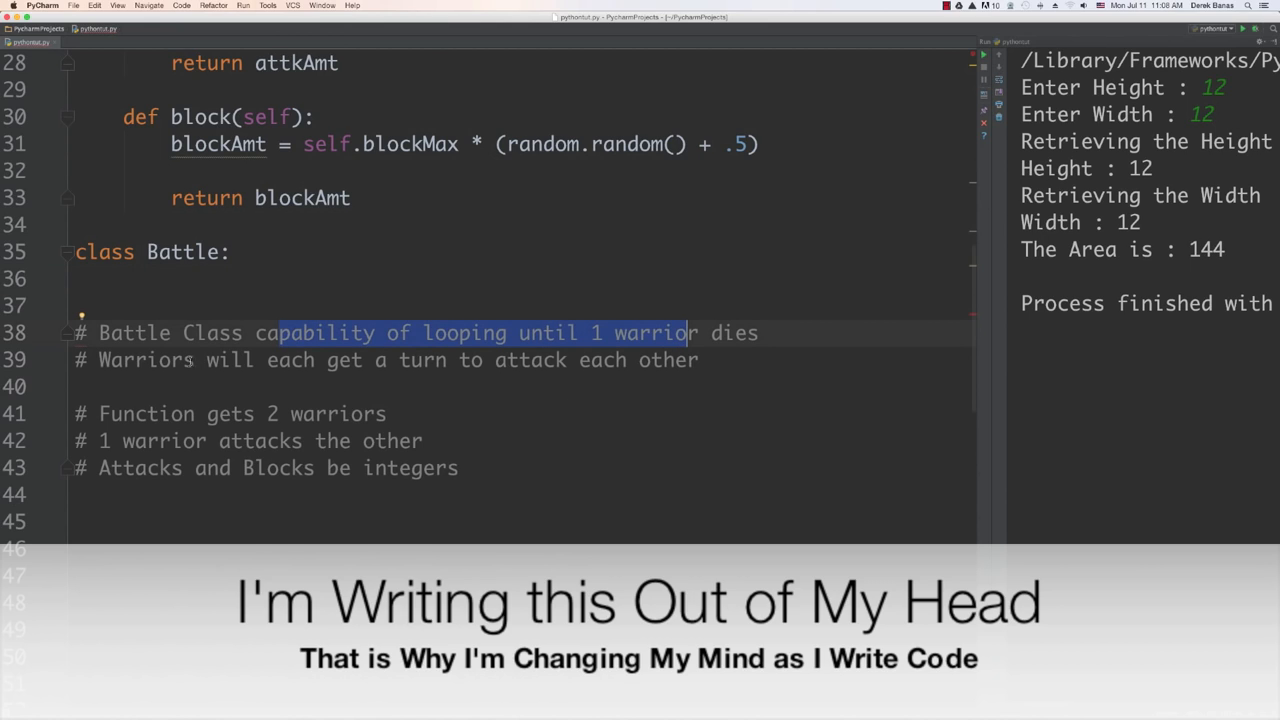 PyCharm File Edit View Navigate Code Refactor Run Tools VCS Window Help 10 Mon Jul 11 11:08 AM Derek Banas
pythontut.py - PycharmProjects - [~/PycharmProjects]
PycharmProjects pythontut.py pythontut
pythontut.py Run pythontut
28 return attkAmt
29
30 def block(self):
31 blockAmt = self.blockMax * (random.random() + .5)
32
33 return blockAmt
34
35 class Battle:
36
37
38 # Battle Class capability of looping until 1 warrior dies
39 # Warriors will each get a turn to attack each other
40
41 # Function gets 2 warriors
42 # 1 warrior attacks the other
43 # Attacks and Blocks be integers
44
45
46
47
48
49
50
51
/Library/Frameworks/Py
Enter Height : 12
Enter Width : 12
Retrieving the Height
Height : 12
Retrieving the Width
Width : 12
The Area is : 144
Process finished with
I'm Writing this Out of My Head
That is Why I'm Changing My Mind as I Write Code